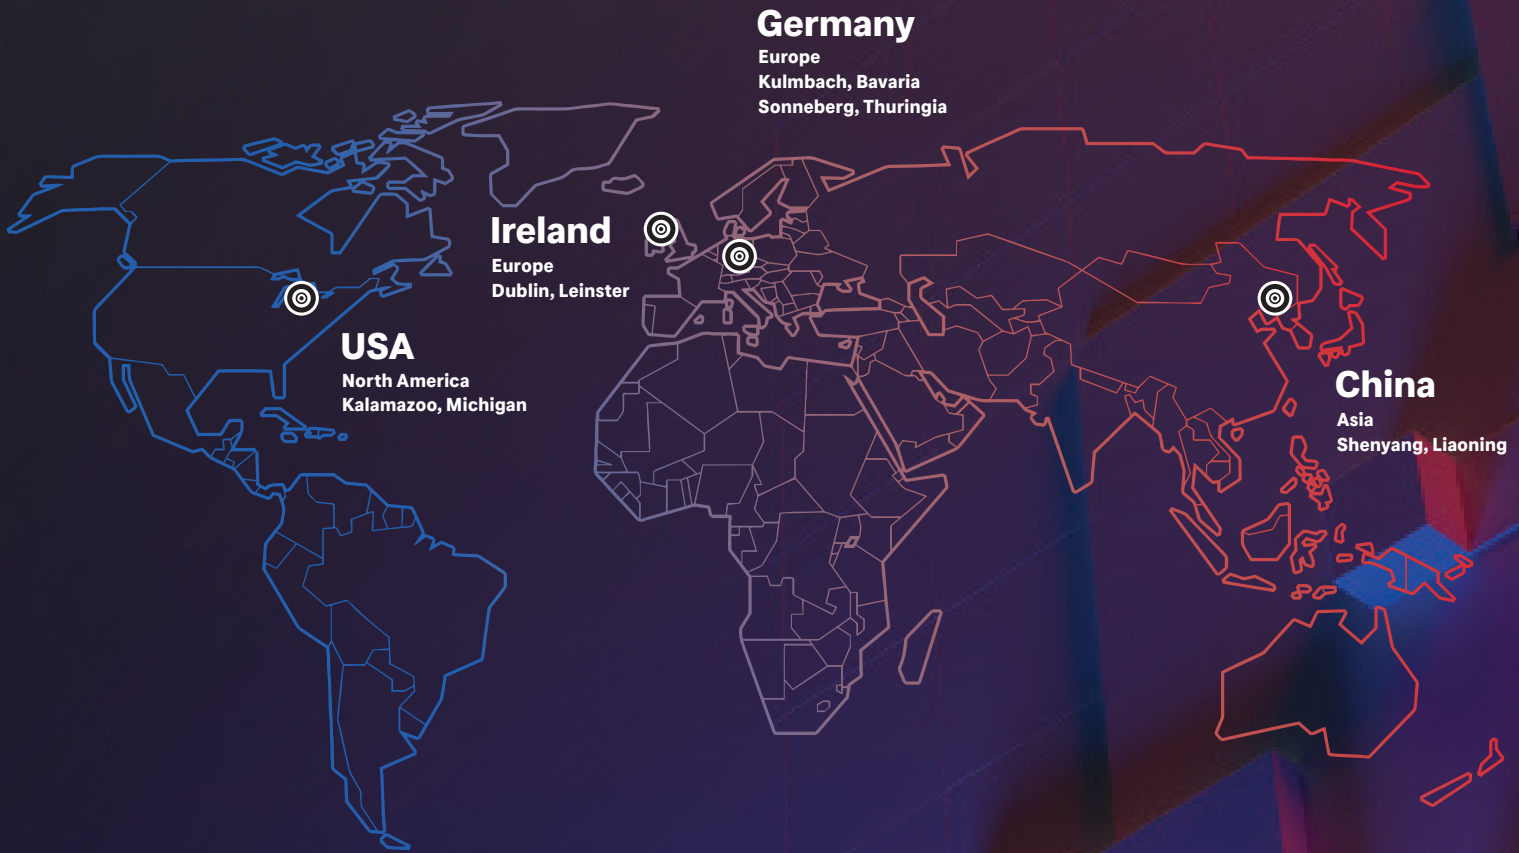 Germany
Europe
Kulmbach, Bavaria
Sonneberg, Thuringia
Ireland
Europe
Dublin, Leinster
USA
North America
Kalamazoo, Michigan
China
Asia
Shenyang, Liaoning